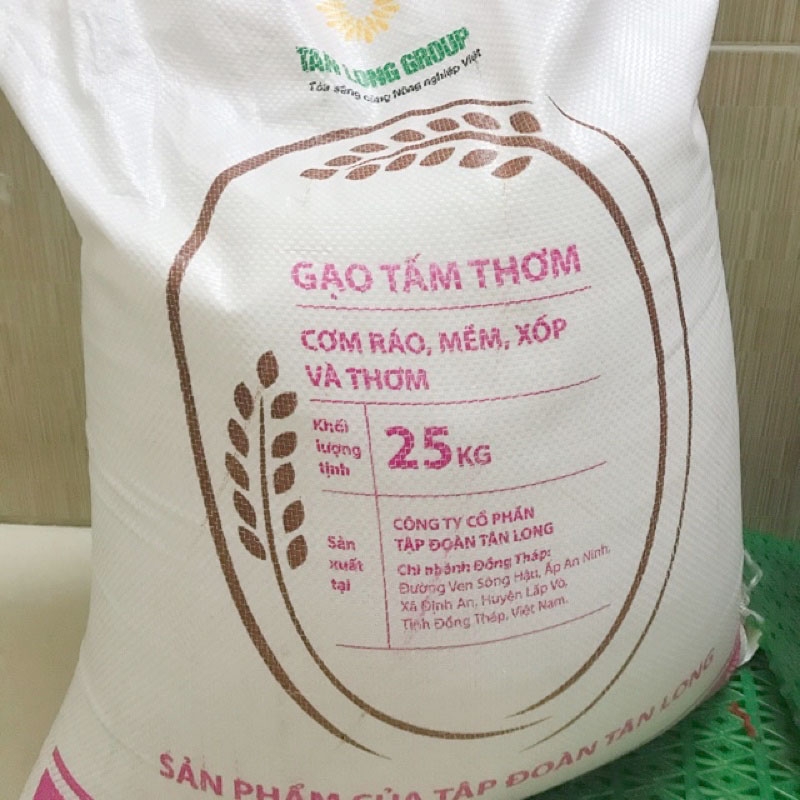 TAN LONG GROUP
Tỏa sáng cùng Nông nghiệp Việt
GẠO TẤM THƠM
CƠM RÁO, MỀM, XỐP
VÀ THƠM
Khối
lượng
tịnh
25 KG
Sản
xuất
tại
CÔNG TY CỔ PHẦN
TẬP ĐOÀN TÂN LONG
Chi nhánh Đồng Tháp:
Đường Ven Sông Hậu, Ấp An Ninh,
Xã Định An, Huyện Lấp Vò,
Tỉnh Đồng Tháp, Việt Nam.
SẢN PHẨM CỦA TẬP ĐOÀN TÂN LONG